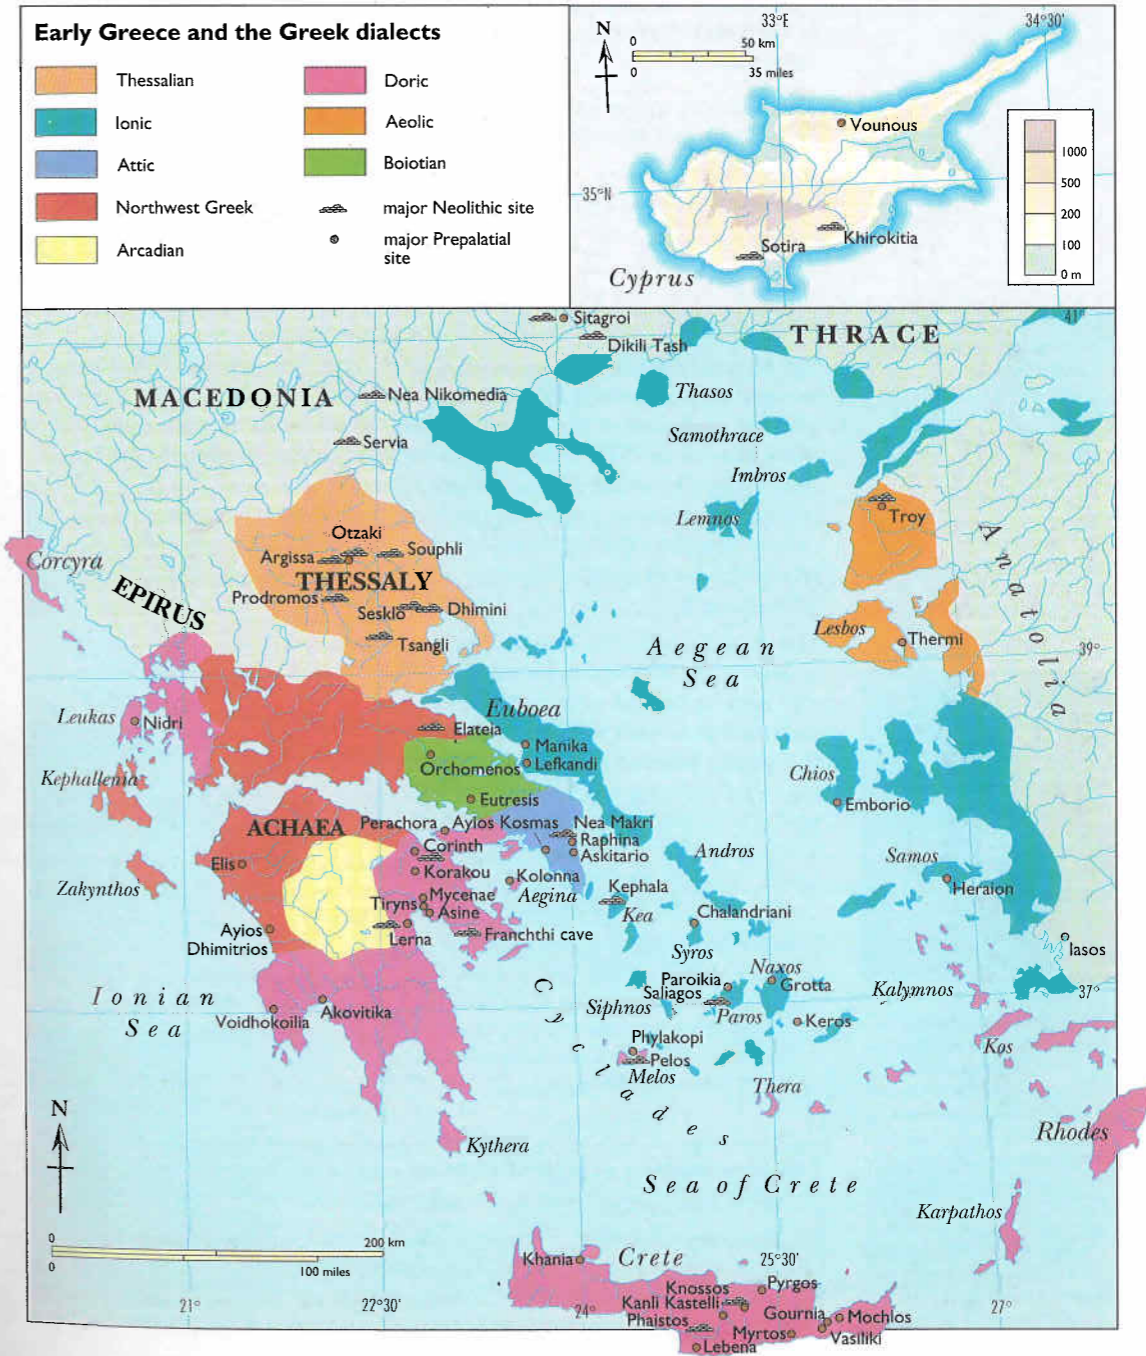 Early Greece and the Greek dialects
Thessalian
Ionic
Attic
Northwest Greek
Arcadian
Doric
Aeolic
Boiotian
major Neolithic site
major Prepalatial
site
N
0 50 km
0 35 miles
33°E
34°30'
35°N
Vounous
Khirokitia
Sotira
Cyprus
1000
500
200
100
0 m
41°
Sitagroi
Dikili Tash
THRACE
MACEDONIA
Nea Nikomedia
Thasos
Servia
Samothrace
Imbros
Lemnos
Troy
Otzaki
Argissa
Souphli
Corcyra
THESSALY
EPIRUS
Prodromos
Sesklo
Dhimini
Tsangli
Anatolia
Lesbos
Thermi
Aegean
Sea
39°
Leukas
Nidri
Euboea
Elateia
Manika
Lefkandi
Orchomenos
Kephallenia
Chios
Emborio
Eutresis
ACHAEA
Perachora
Ayios Kosmas
Nea Makri
Raphina
Askitario
Corinth
Korakou
Elis
Andros
Samos
Heraion
Zakynthos
Kolonna
Aegina
Kephala
Kea
Mycenae
Tiryns
Asine
Lerna
Franchthi cave
Chalandriani
Syros
Ayios
Dhimitrios
Iasos
Ionian
Sea
Voidhokoilia
Akovitika
Cyclades
Naxos
Paroikia
Saliagos
Grotta
Siphnos
Paros
Keros
Kalymnos
37°
Phylakopi
Pelos
Melos
Thera
Kos
N
Kythera
Rhodes
Sea of Crete
Karpathos
0 200 km
0 100 miles
Khania
Crete
25°30'
Knossos
Pyrgos
Kanli Kastelli
Gournia
Mochlos
Phaistos
Myrtos
Vasiliki
Lebena
21°
22°30'
24°
27°